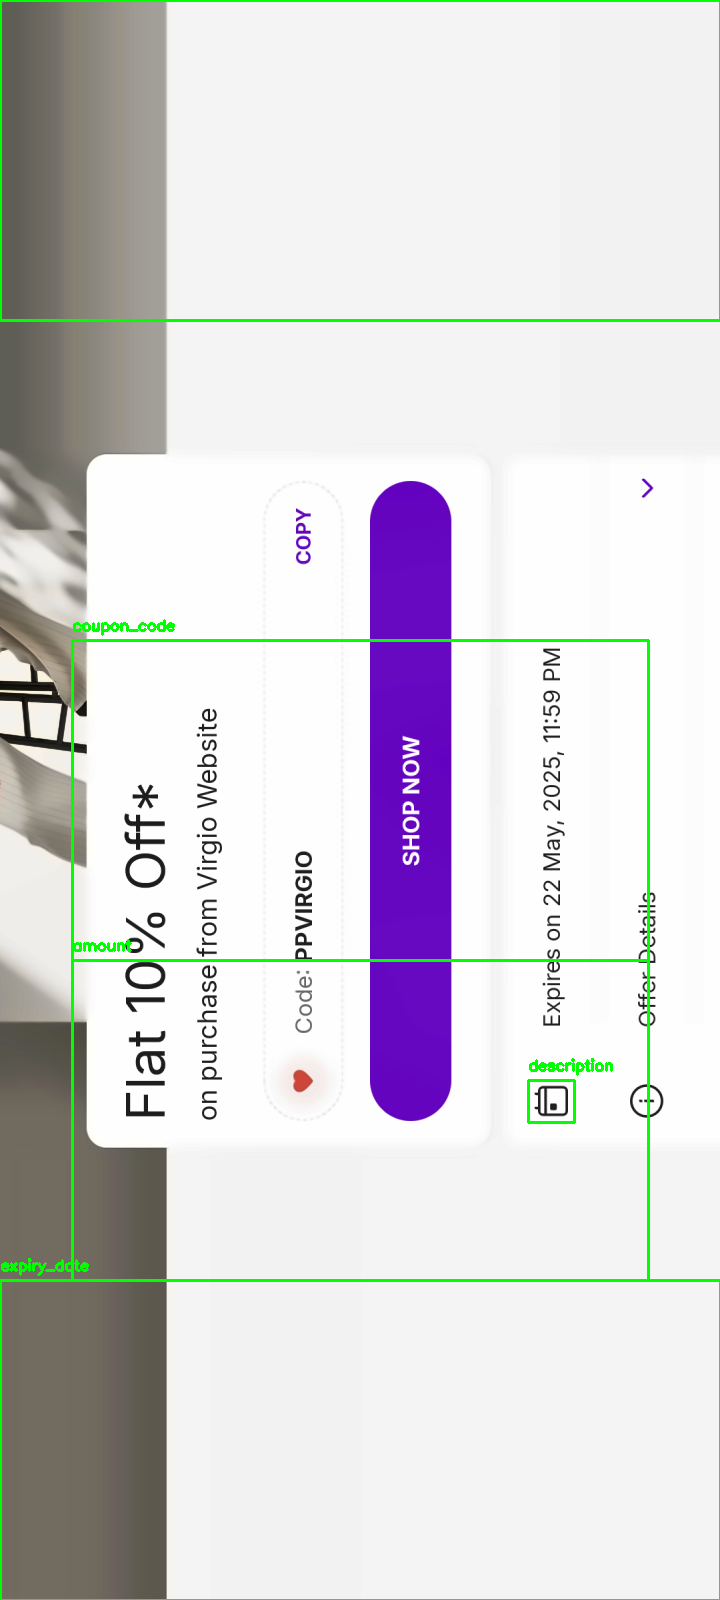 Flat 10% Off*
on purchase from Virgio Website
Code: PPVIRGIO COPY
SHOP NOW
Expires on 22 May, 2025, 11:59 PM
Offer Details
coupon_code
amount
description
expiry_date